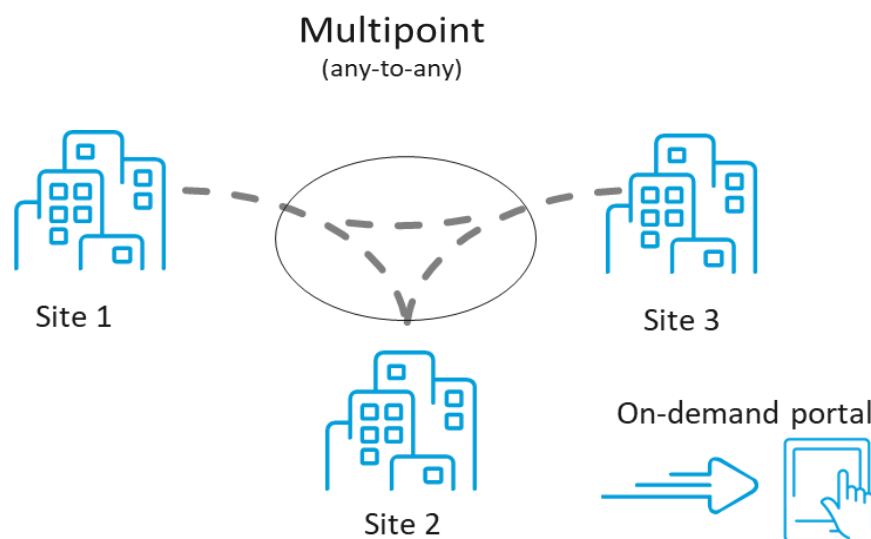 Multipoint
(any-to-any)
Site 1
Site 3
Site 2
On-demand portal